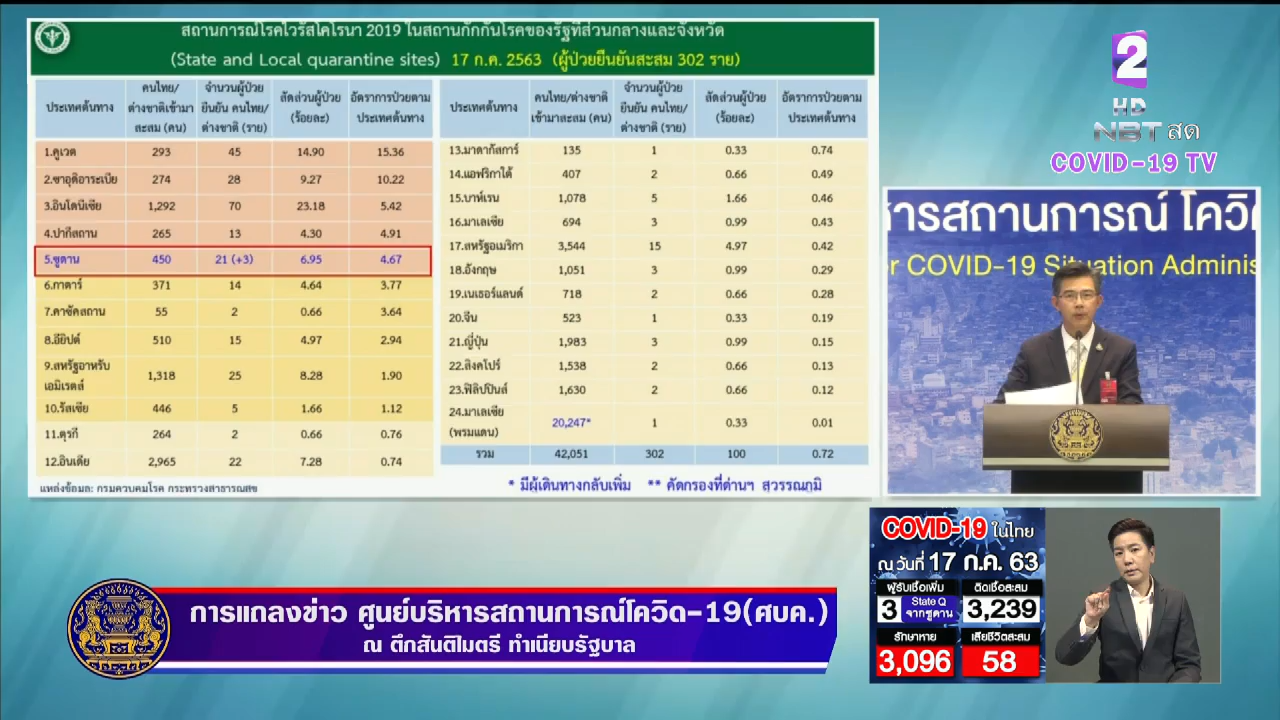 สถานการณ์โรคไวรัสโคโรนา 2019 ในสถานกักกันโรคของรัฐที่ส่วนกลางและจังหวัด
(State and Local quarantine sites) 17 ก.ค. 2563 (ผู้ป่วยยืนยันสะสม 302 ราย)
ประเทศต้นทาง คนไทย/ต่างชาติเข้ามาสะสม (คน) จำนวนผู้ป่วยยืนยัน คนไทย/ต่างชาติ (ราย) สัดส่วนผู้ป่วย (ร้อยละ) อัตราการป่วยตามประเทศต้นทาง
1.คูเวต 293 45 14.90 15.36
2.ซาอุดิอาระเบีย 274 28 9.27 10.22
3.อินโดนีเซีย 1,292 70 23.18 5.42
4.ปากีสถาน 265 13 4.30 4.91
5.ซูดาน 450 21 (+3) 6.95 4.67
6.กาตาร์ 371 14 4.64 3.77
7.คาซัคสถาน 55 2 0.66 3.64
8.อียิปต์ 510 15 4.97 2.94
9.สหรัฐอาหรับเอมิเรตส์ 1,318 25 8.28 1.90
10.รัสเซีย 446 5 1.66 1.12
11.ตุรกี 264 2 0.66 0.76
12.อินเดีย 2,965 22 7.28 0.74
แหล่งข้อมูล: กรมควบคุมโรค กระทรวงสาธารณสุข
ประเทศต้นทาง คนไทย/ต่างชาติเข้ามาสะสม (คน) จำนวนผู้ป่วยยืนยัน คนไทย/ต่างชาติ (ราย) สัดส่วนผู้ป่วย (ร้อยละ) อัตราการป่วยตามประเทศต้นทาง
13.มาดากัสการ์ 135 1 0.33 0.74
14.แอฟริกาใต้ 407 2 0.66 0.49
15.บาห์เรน 1,078 5 1.66 0.46
16.มาเลเซีย 694 3 0.99 0.43
17.สหรัฐอเมริกา 3,544 15 4.97 0.42
18.อังกฤษ 1,051 3 0.99 0.29
19.เนเธอร์แลนด์ 718 2 0.66 0.28
20.จีน 523 1 0.33 0.19
21.ญี่ปุ่น 1,983 3 0.99 0.15
22.สิงคโปร์ 1,538 2 0.66 0.13
23.ฟิลิปปินส์ 1,630 2 0.66 0.12
24.มาเลเซีย (พรมแดน) 20,247* 1 0.33 0.01
รวม 42,051 302 100 0.72
* มีผู้เดินทางกลับเพิ่ม ** คัดกรองที่ด่านฯ สุวรรณภูมิ
2
HD
NBT สด
COVID-19 TV
หารสถานการณ์ โควิ
r COVID-19 Situation Adminis
COVID-19 ในไทย
ณ วันที่ 17 ก.ค. 63
ผู้รับเชื้อเพิ่ม ติดเชื้อสะสม
3 State Q จากซูดาน 3,239
รักษาหาย เสียชีวิตสะสม
3,096 58
การแถลงข่าว ศูนย์บริหารสถานการณ์โควิด-19(ศบค.)
ณ ตึกสันติไมตรี ทำเนียบรัฐบาล